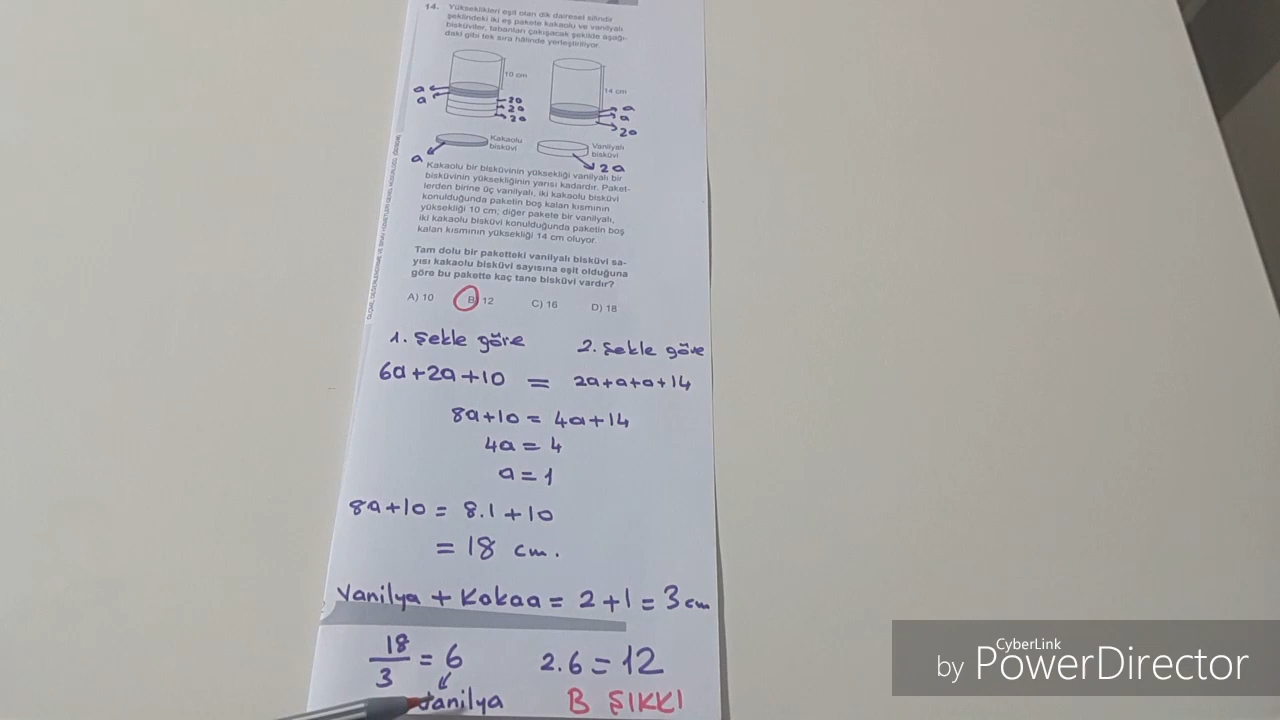 14. Yükseklikleri eşit olan dik dairesel silindir
şeklindeki iki eş pakete kakaolu ve vanilyalı
bisküviler, tabanları çakışacak şekilde aşağı-
daki gibi tek sıra hâlinde yerleştiriliyor.
10 cm
14 cm
a
a
2a
2a
2a
a
a
2a
Kakaolu
bisküvi
Vanilyalı
bisküvi
a
2a
Kakaolu bir bisküvinin yüksekliği vanilyalı bir
bisküvinin yüksekliğinin yarısı kadardır. Paket-
lerden birine üç vanilyalı, iki kakaolu bisküvi
konulduğunda paketin boş kalan kısmının
yüksekliği 10 cm; diğer pakete bir vanilyalı,
iki kakaolu bisküvi konulduğunda paketin boş
kalan kısmının yüksekliği 14 cm oluyor.
Tam dolu bir paketteki vanilyalı bisküvi sa-
yısı kakaolu bisküvi sayısına eşit olduğuna
göre bu pakette kaç tane bisküvi vardır?
A) 10 B) 12 C) 16 D) 18
1. Şekle göre 2. Şekle göre
6a+2a+10 = 2a+a+a+14
8a+10 = 4a+14
4a = 4
a = 1
8a+10 = 8.1+10
= 18 cm.
Vanilya + Kakaa = 2+1 = 3 cm
18/3 = 6 2.6 = 12
Vanilya B ŞIKKI
CyberLink
by PowerDirector